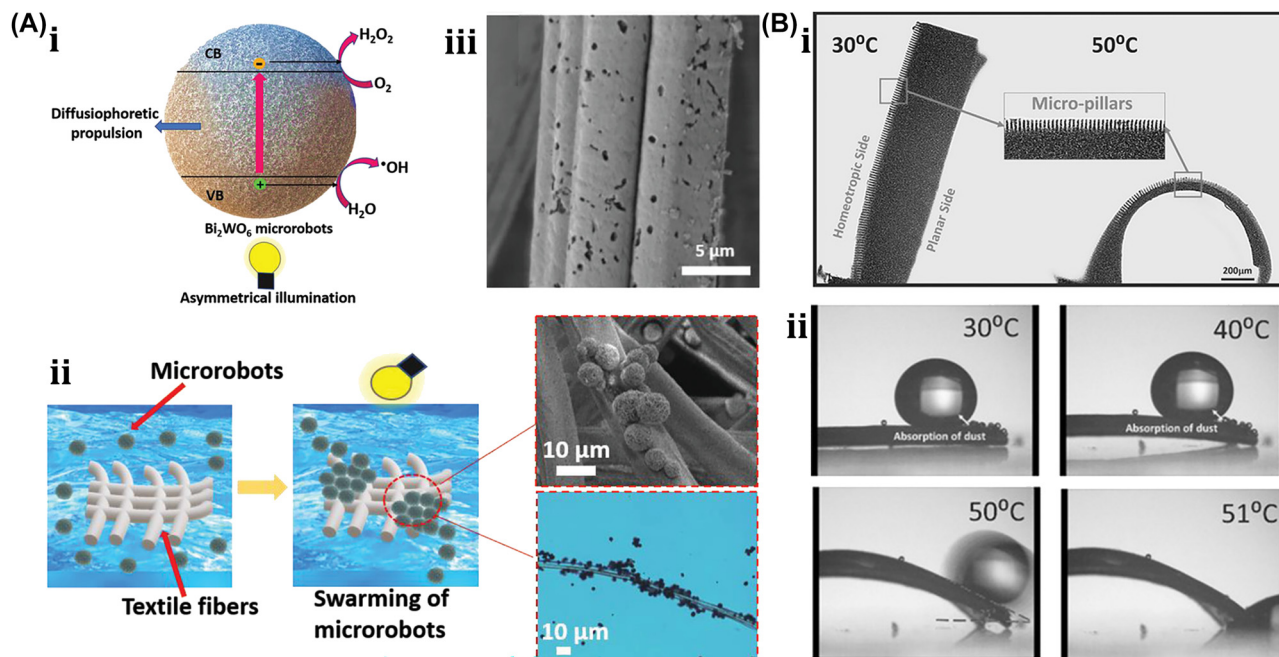 (A) i
CB
H₂O₂
O₂
Diffusiophoretic
propulsion
•OH
VB
H₂O
Bi₂WO₆ microrobots
Asymmetrical illumination
iii
5 µm
ii
Microrobots
Textile fibers
Swarming of
microrobots
10 µm
10 µm
(B)
i
30°C
50°C
Micro-pillars
Homeotropic Side
Planar Side
200µm
ii
30°C
Absorption of dust
40°C
Absorption of dust
50°C
51°C